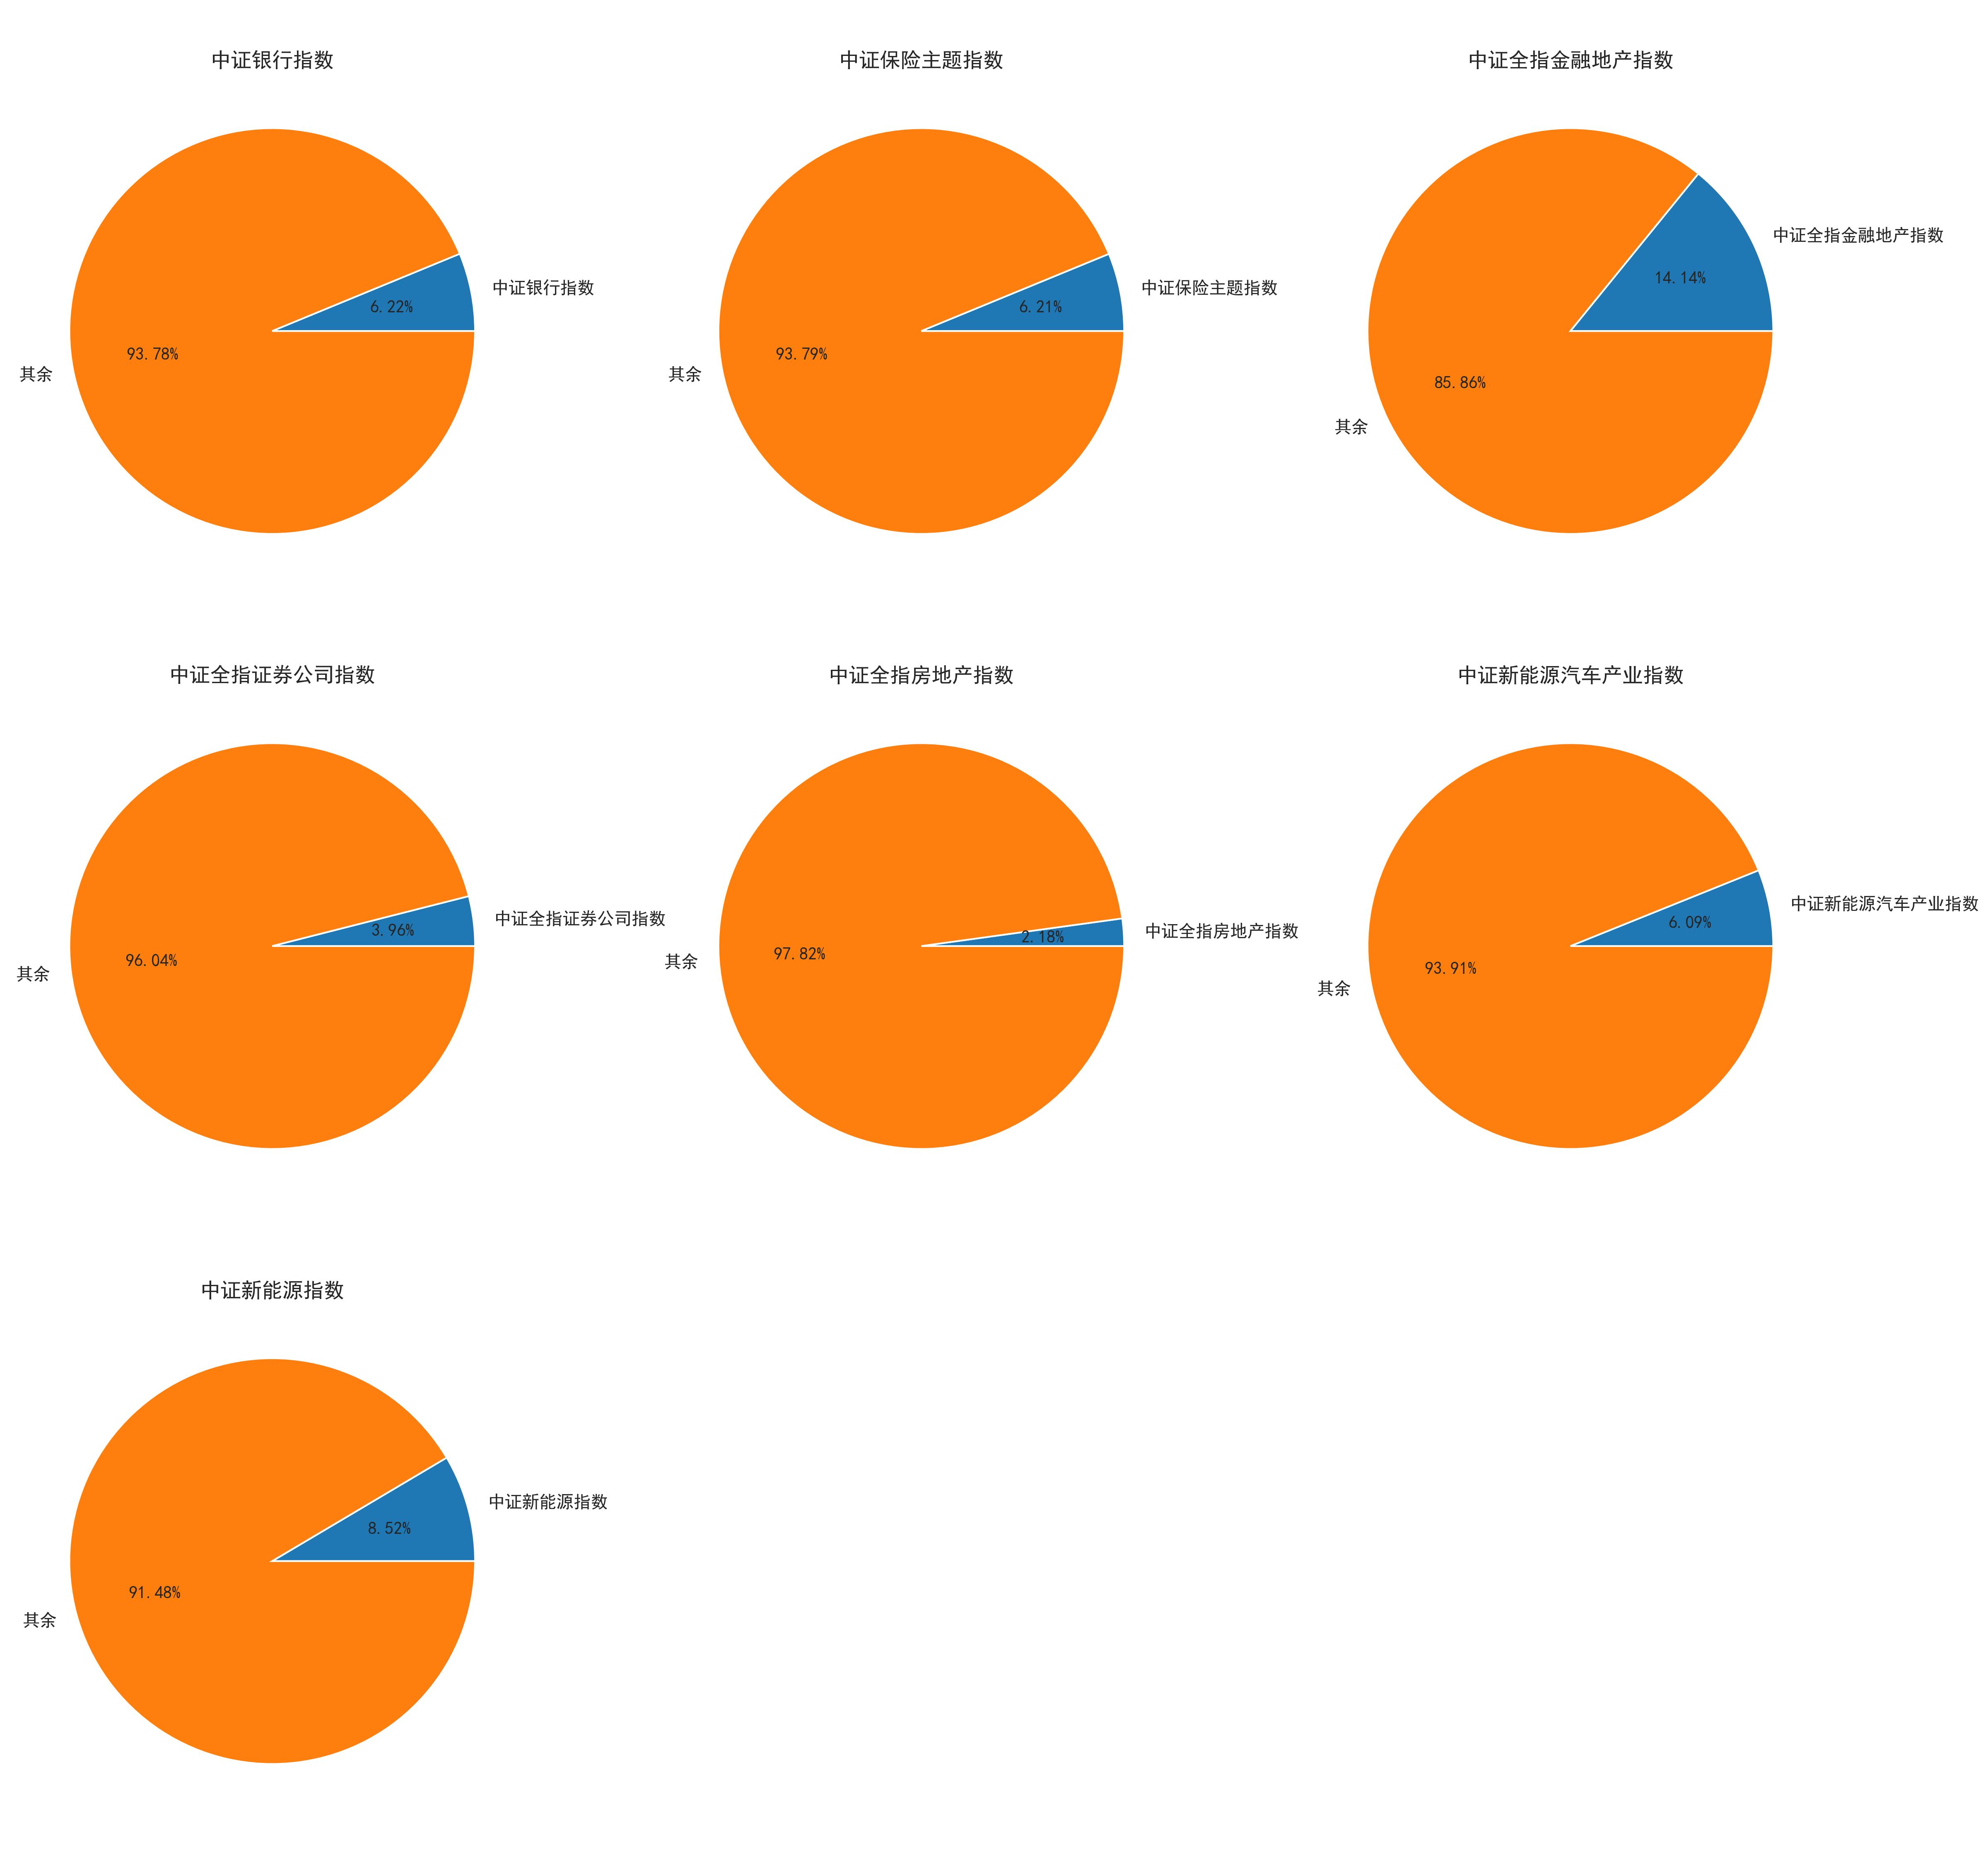 中证银行指数
中证银行指数
6.22%
93.78%
其余
中证保险主题指数
中证保险主题指数
6.21%
93.79%
其余
中证全指金融地产指数
中证全指金融地产指数
14.14%
85.86%
其余
中证全指证券公司指数
中证全指证券公司指数
3.96%
96.04%
其余
中证全指房地产指数
中证全指房地产指数
2.18%
97.82%
其余
中证新能源汽车产业指数
中证新能源汽车产业指数
6.09%
93.91%
其余
中证新能源指数
中证新能源指数
8.52%
91.48%
其余